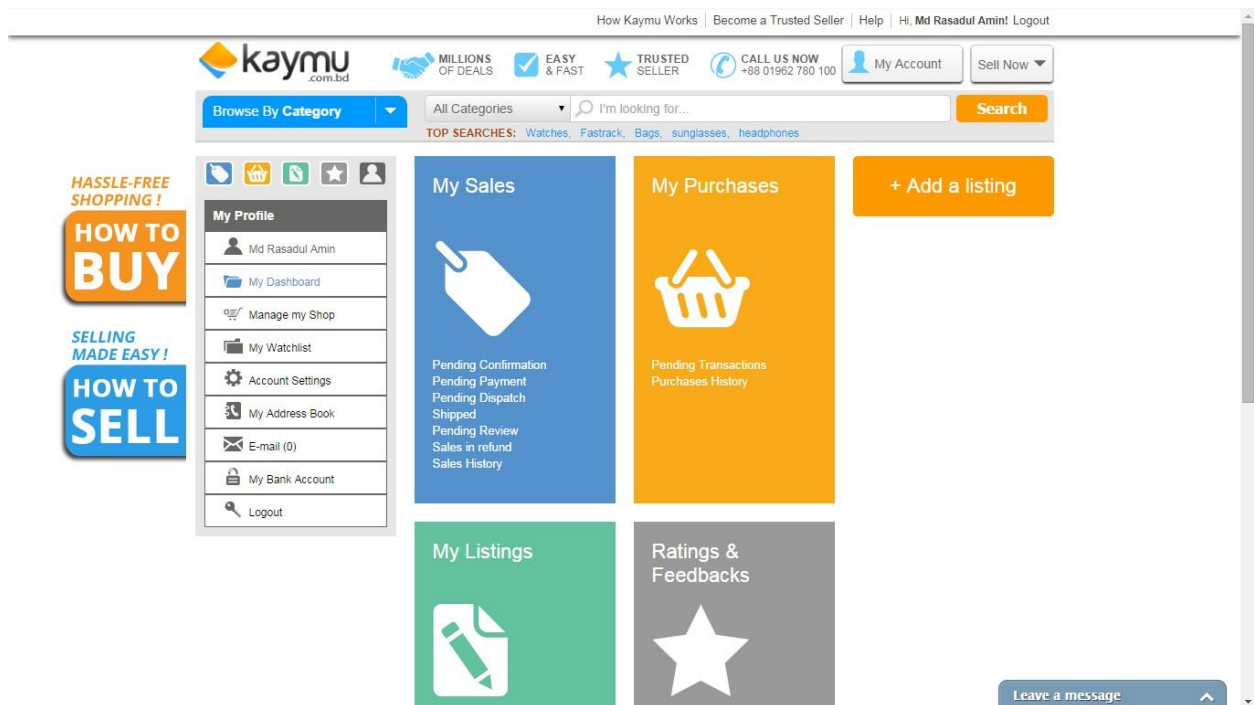 How Kaymu Works | Become a Trusted Seller | Help | Hi, Md Rasadul Amin! Logout
kaymu
.com.bd
MILLIONS
OF DEALS
EASY
& FAST
TRUSTED
SELLER
CALL US NOW
+88 01962 780 100
My Account
Sell Now
Browse By Category
All Categories
I'm looking for...
Search
TOP SEARCHES: Watches, Fastrack, Bags, sunglasses, headphones
HASSLE-FREE
SHOPPING !
HOW TO
BUY
SELLING
MADE EASY !
HOW TO
SELL
My Profile
Md Rasadul Amin
My Dashboard
Manage my Shop
My Watchlist
Account Settings
My Address Book
E-mail (0)
My Bank Account
Logout
My Sales
Pending Confirmation
Pending Payment
Pending Dispatch
Shipped
Pending Review
Sales in refund
Sales History
My Purchases
Pending Transactions
Purchases History
+ Add a listing
My Listings
Ratings &
Feedbacks
Leave a message